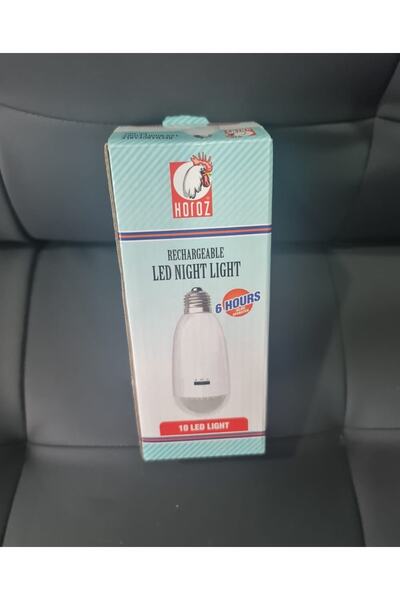 HOROZ
RECHARGEABLE
LED NIGHT LIGHT
6 HOURS
10 LED LIGHT